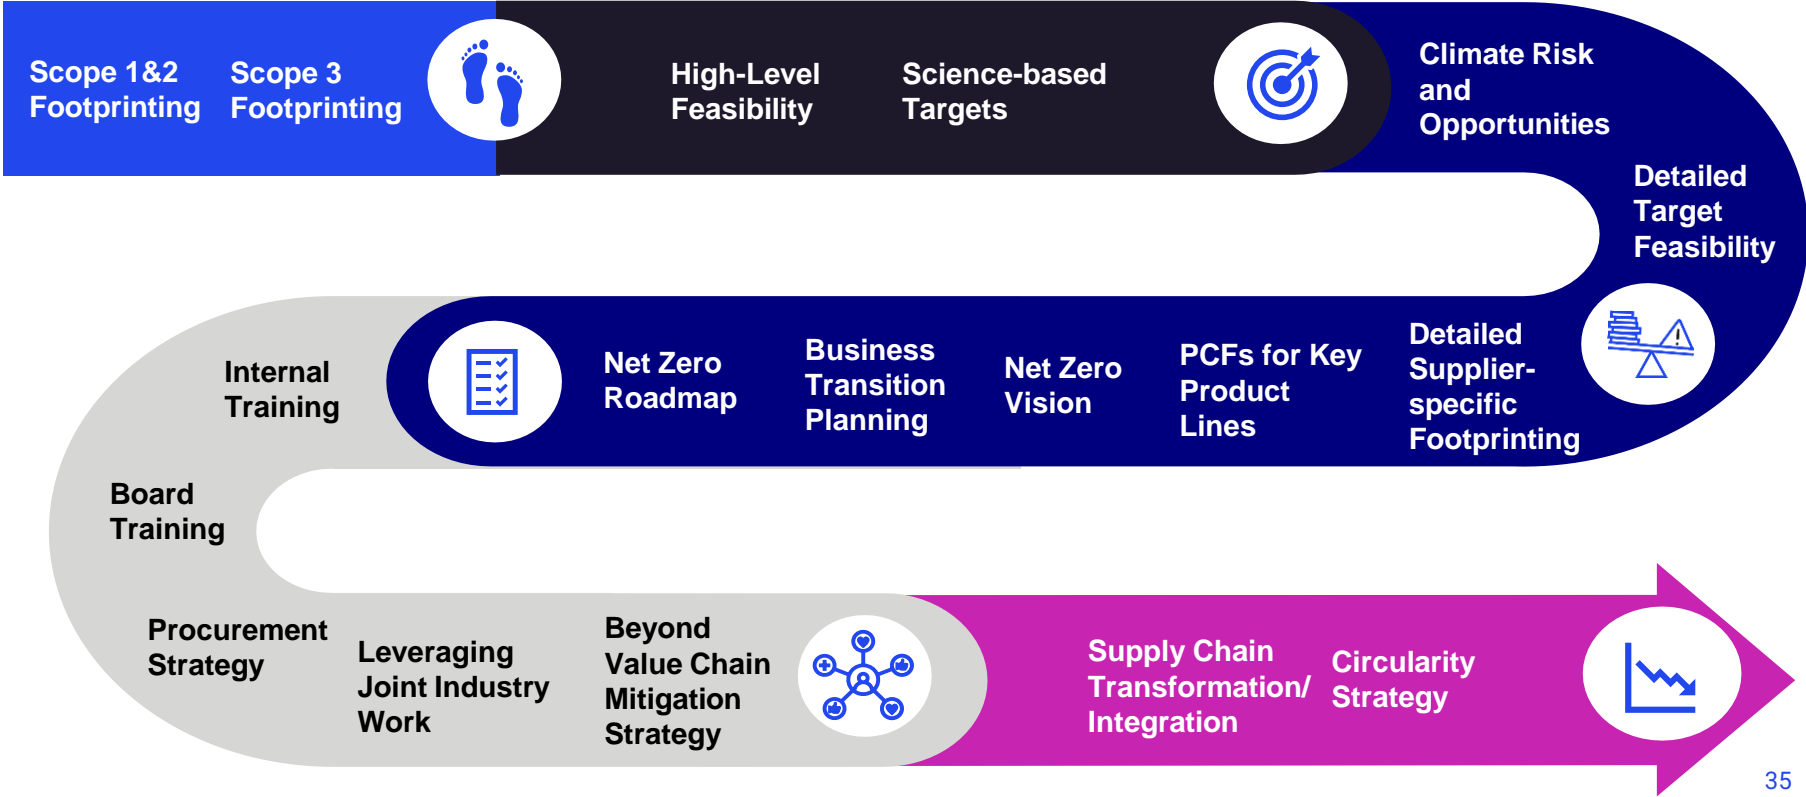 Scope 1&2
Footprinting
Scope 3
Footprinting
High-Level
Feasibility
Science-based
Targets
Climate Risk
and
Opportunities
Detailed
Target
Feasibility
Detailed
Supplier-
specific
Footprinting
PCFs for Key
Product
Lines
Net Zero
Vision
Business
Transition
Planning
Net Zero
Roadmap
Internal
Training
Board
Training
Procurement
Strategy
Leveraging
Joint Industry
Work
Beyond
Value Chain
Mitigation
Strategy
Supply Chain
Transformation/
Integration
Circularity
Strategy
35